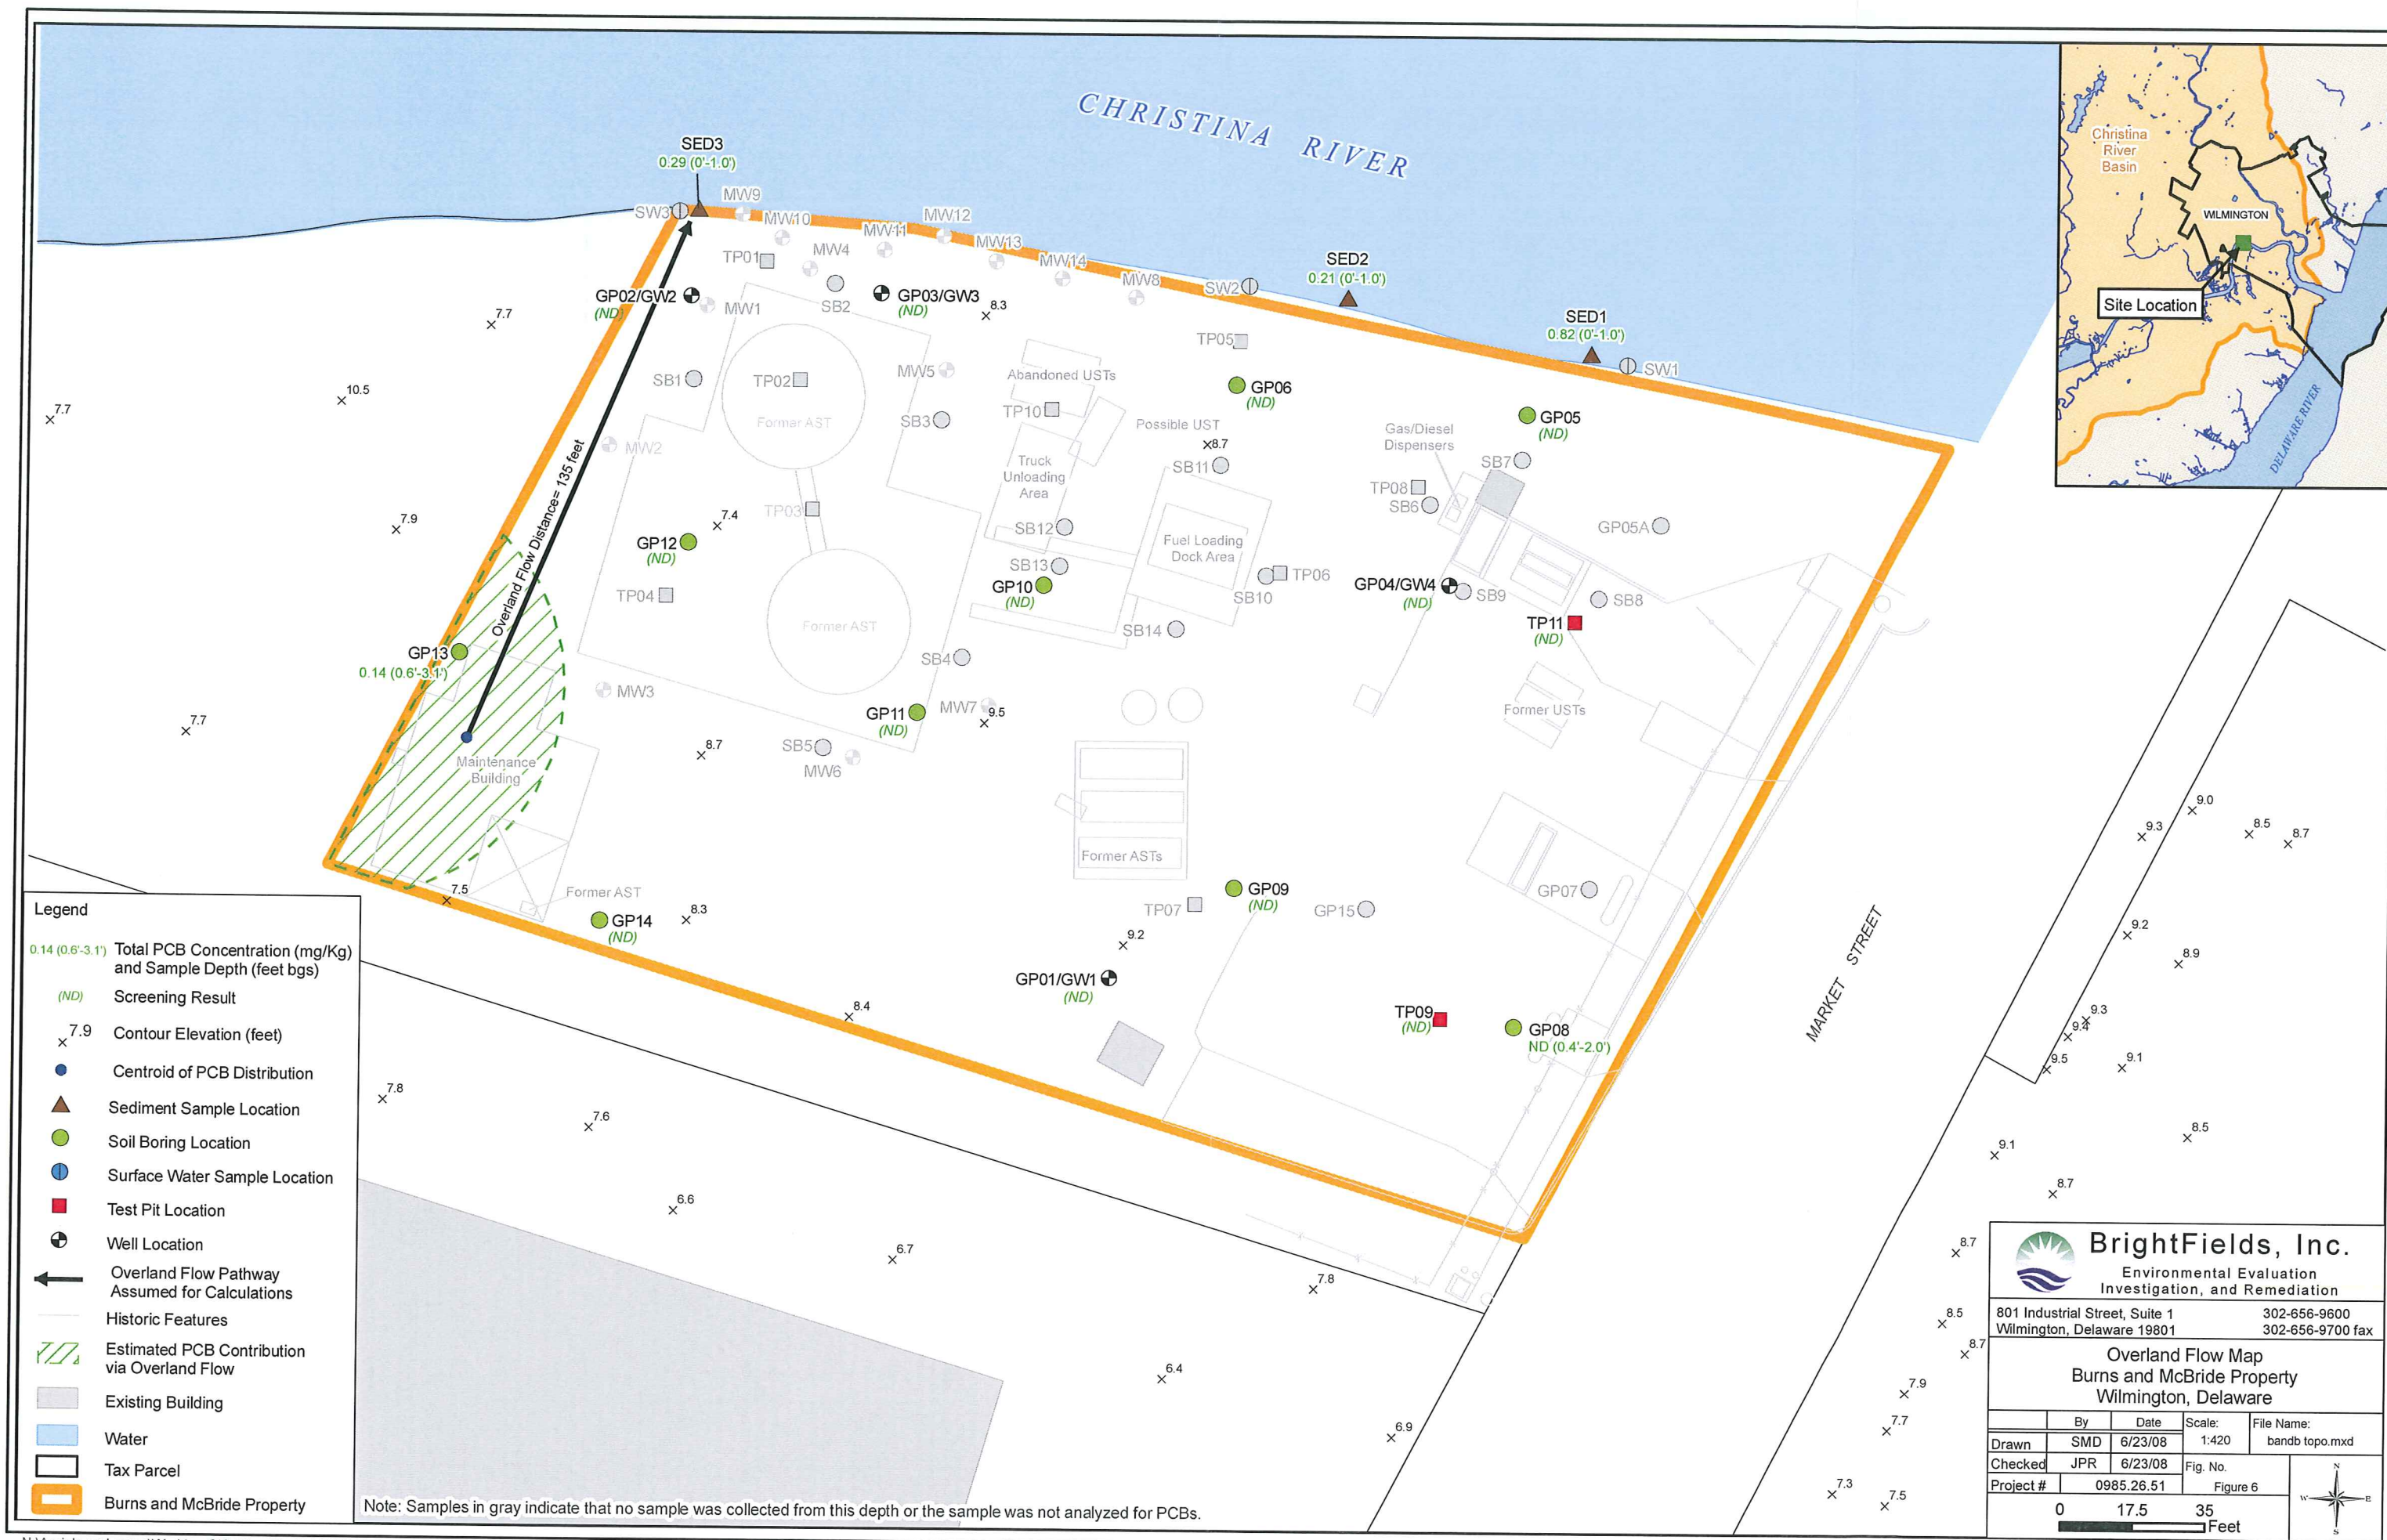 CHRISTINA RIVER
SED3
0.29 (0'-1.0')
SW3
MW9
MW10
MW11
MW12
MW13
MW14
MW8
SW2
SED2
0.21 (0'-1.0')
SED1
0.82 (0'-1.0')
SW1
TP01
MW4
SB2
GP02/GW2
(ND)
MW1
GP03/GW3
(ND)
8.3
7.7
10.5
7.7
7.9
7.7
SB1
TP02
Former AST
MW5
SB3
Abandoned USTs
TP10
TP05
GP06
(ND)
Possible UST
8.7
SB11
Truck
Unloading
Area
Gas/Diesel
Dispensers
GP05
(ND)
SB7
TP08
SB6
GP05A
MW2
Overland Flow Distance= 135 feet
TP03
7.4
GP12
(ND)
TP04
SB12
SB13
GP10
(ND)
Fuel Loading
Dock Area
TP06
SB10
SB14
GP04/GW4
(ND)
SB9
SB8
TP11
(ND)
Former AST
SB4
GP13
0.14 (0.6'-3.1')
MW3
GP11
(ND)
MW7
9.5
Former USTs
8.7
SB5
MW6
Maintenance
Building
Former ASTs
7.5
Former AST
GP14
(ND)
8.3
GP09
(ND)
TP07
GP15
GP07
9.2
GP01/GW1
(ND)
8.4
TP09
(ND)
GP08
ND (0.4'-2.0')
MARKET STREET
7.8
7.6
6.6
6.7
7.8
6.4
6.9
9.0
9.3
8.5
8.7
9.2
8.9
9.3
9.4
9.5
9.1
8.5
9.1
8.7
8.7
8.5
8.7
7.9
7.7
7.3
7.5
Christina
River
Basin
WILMINGTON
Site Location
DELAWARE RIVER
Legend
0.14 (0.6'-3.1') Total PCB Concentration (mg/Kg)
and Sample Depth (feet bgs)
(ND) Screening Result
7.9 Contour Elevation (feet)
Centroid of PCB Distribution
Sediment Sample Location
Soil Boring Location
Surface Water Sample Location
Test Pit Location
Well Location
Overland Flow Pathway
Assumed for Calculations
Historic Features
Estimated PCB Contribution
via Overland Flow
Existing Building
Water
Tax Parcel
Burns and McBride Property
Note: Samples in gray indicate that no sample was collected from this depth or the sample was not analyzed for PCBs.
BrightFields, Inc.
Environmental Evaluation
Investigation, and Remediation
801 Industrial Street, Suite 1 302-656-9600
Wilmington, Delaware 19801 302-656-9700 fax
Overland Flow Map
Burns and McBride Property
Wilmington, Delaware
By Date Scale: File Name:
Drawn SMD 6/23/08 1:420 bandb topo.mxd
Checked JPR 6/23/08 Fig. No.
Project # 0985.26.51 Figure 6
0 17.5 35
Feet
N
W E
S